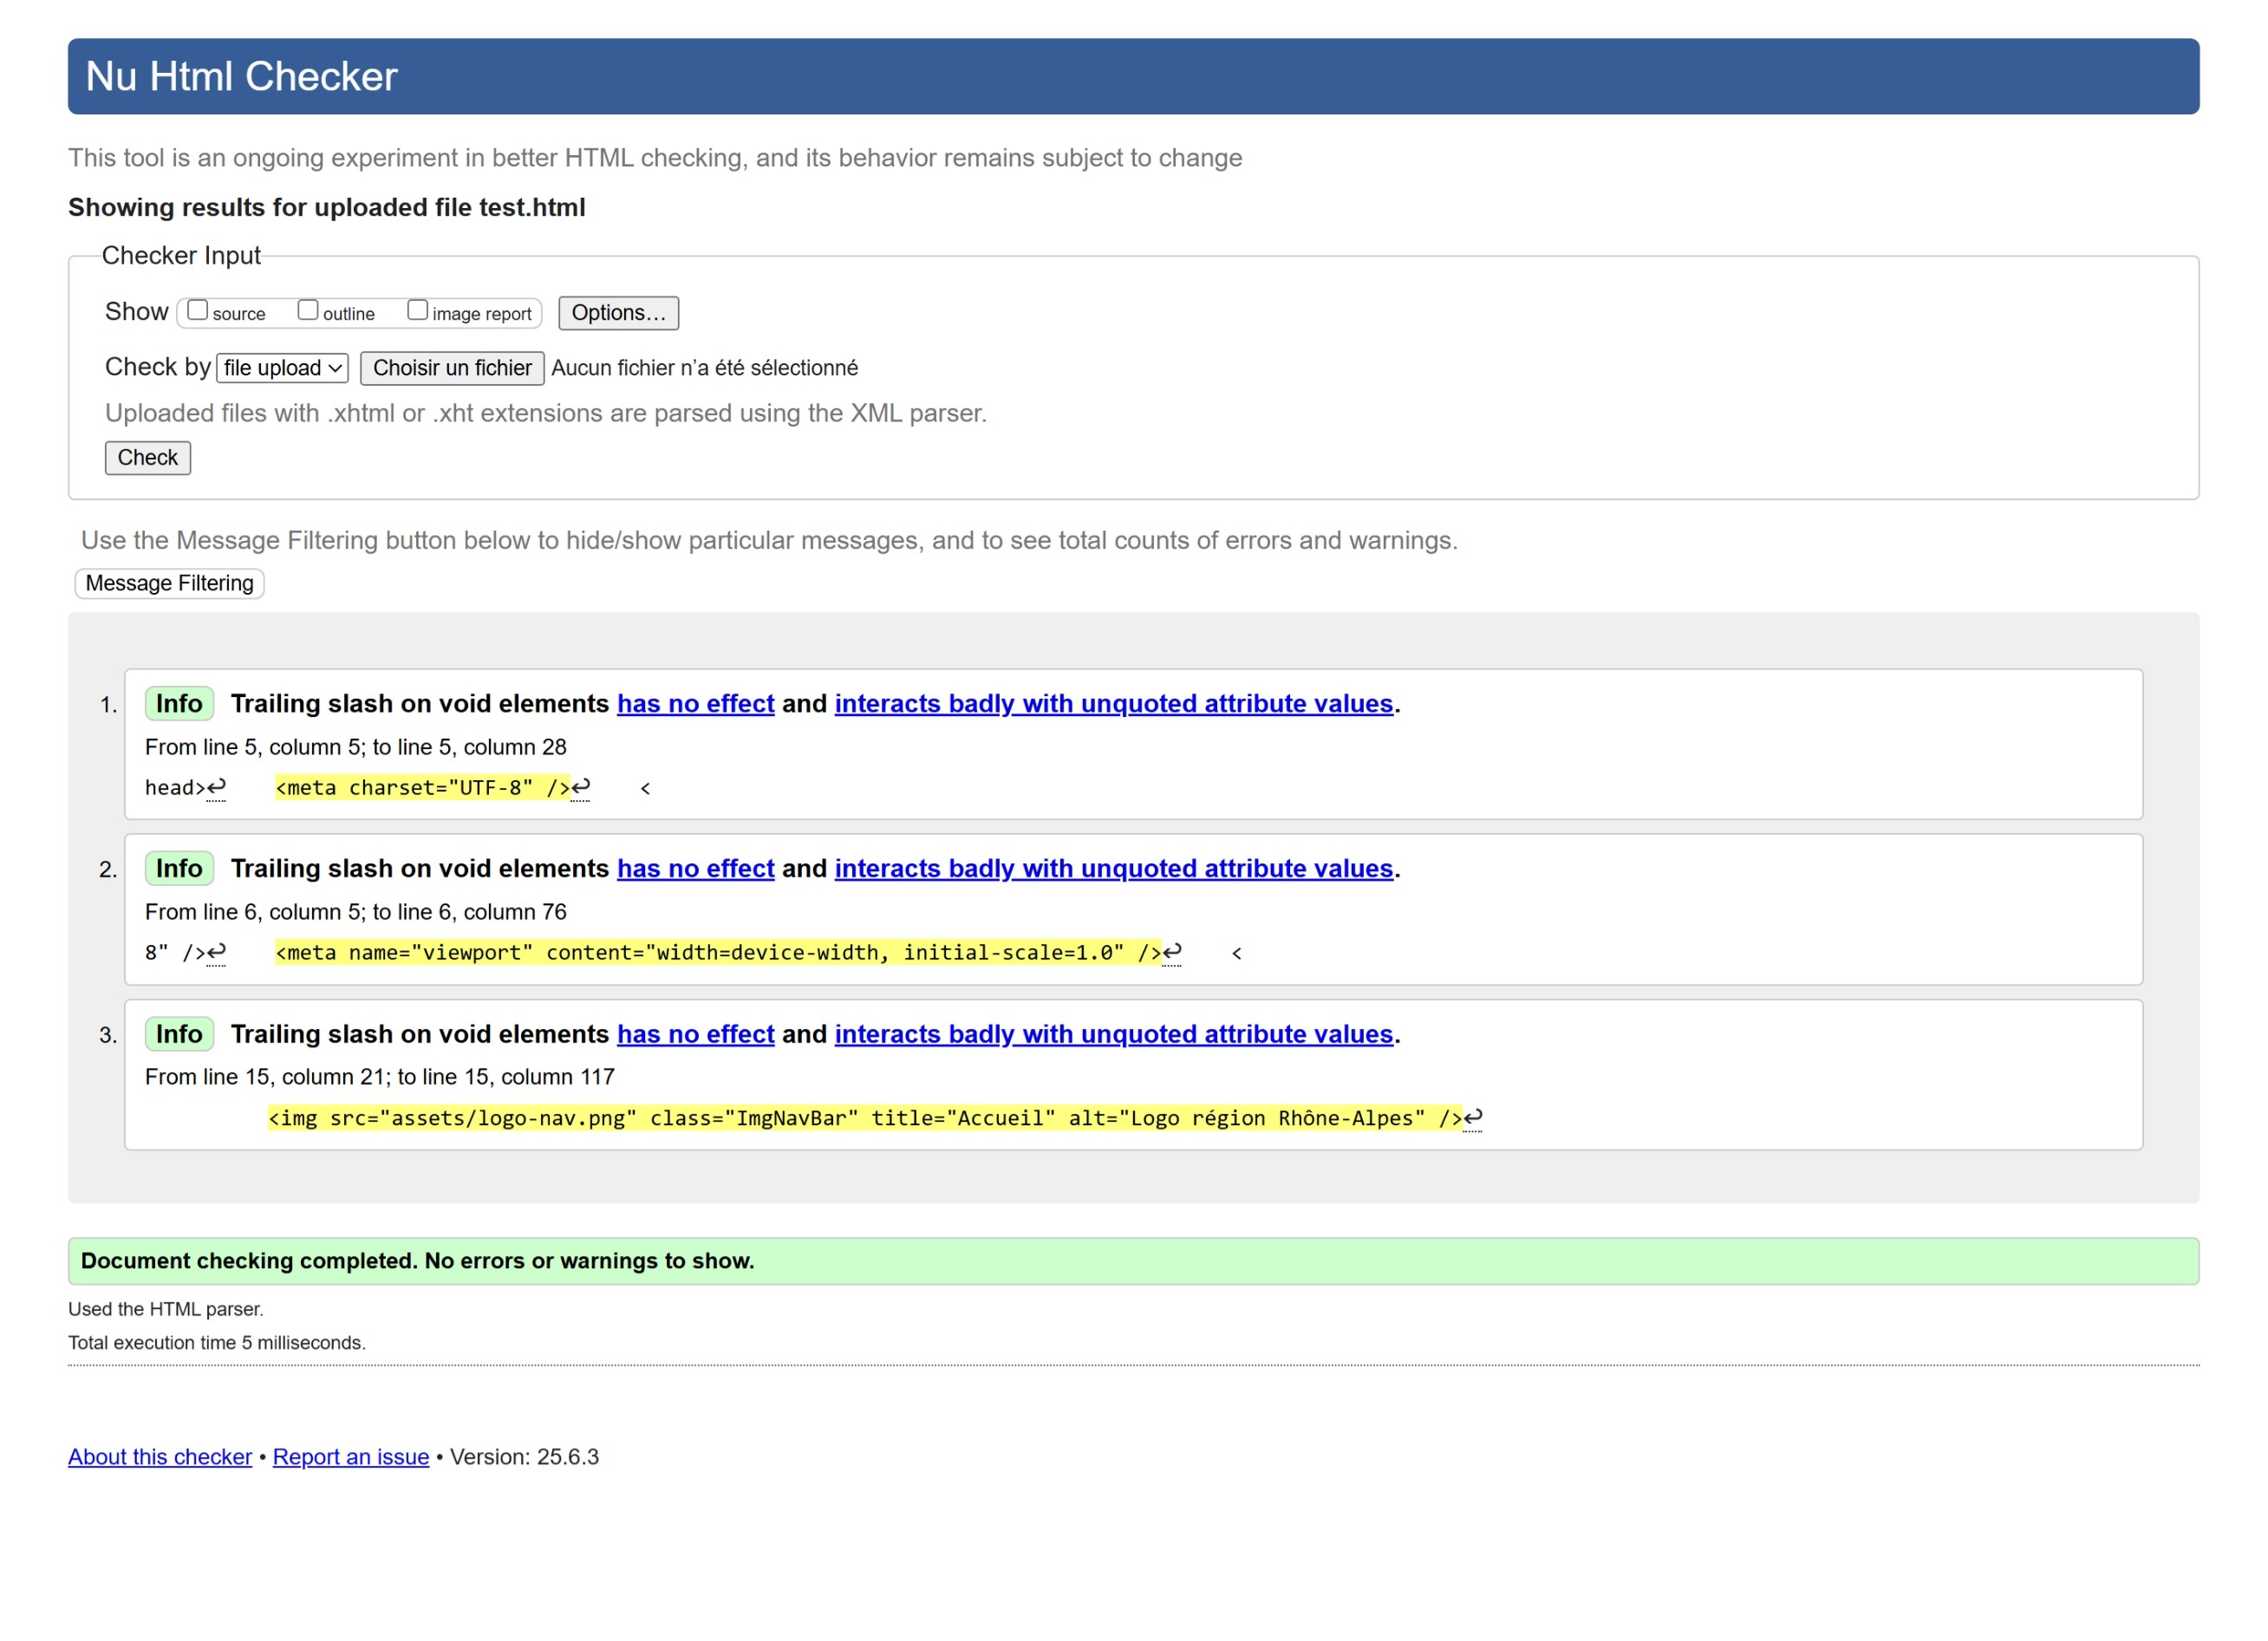 Nu Html Checker
This tool is an ongoing experiment in better HTML checking, and its behavior remains subject to change
Showing results for uploaded file test.html
Checker Input
Show source outline image report Options...
Check by file upload Choisir un fichier Aucun fichier n’a été sélectionné
Uploaded files with .xhtml or .xht extensions are parsed using the XML parser.
Check
Use the Message Filtering button below to hide/show particular messages, and to see total counts of errors and warnings.
Message Filtering
1. Info Trailing slash on void elements has no effect and interacts badly with unquoted attribute values.
From line 5, column 5; to line 5, column 28
head>↩ <meta charset="UTF-8" />↩ <
2. Info Trailing slash on void elements has no effect and interacts badly with unquoted attribute values.
From line 6, column 5; to line 6, column 76
8" />↩ <meta name="viewport" content="width=device-width, initial-scale=1.0" />↩ <
3. Info Trailing slash on void elements has no effect and interacts badly with unquoted attribute values.
From line 15, column 21; to line 15, column 117
<img src="assets/logo-nav.png" class="ImgNavBar" title="Accueil" alt="Logo région Rhône-Alpes" />↩
Document checking completed. No errors or warnings to show.
Used the HTML parser.
Total execution time 5 milliseconds.
About this checker • Report an issue • Version: 25.6.3